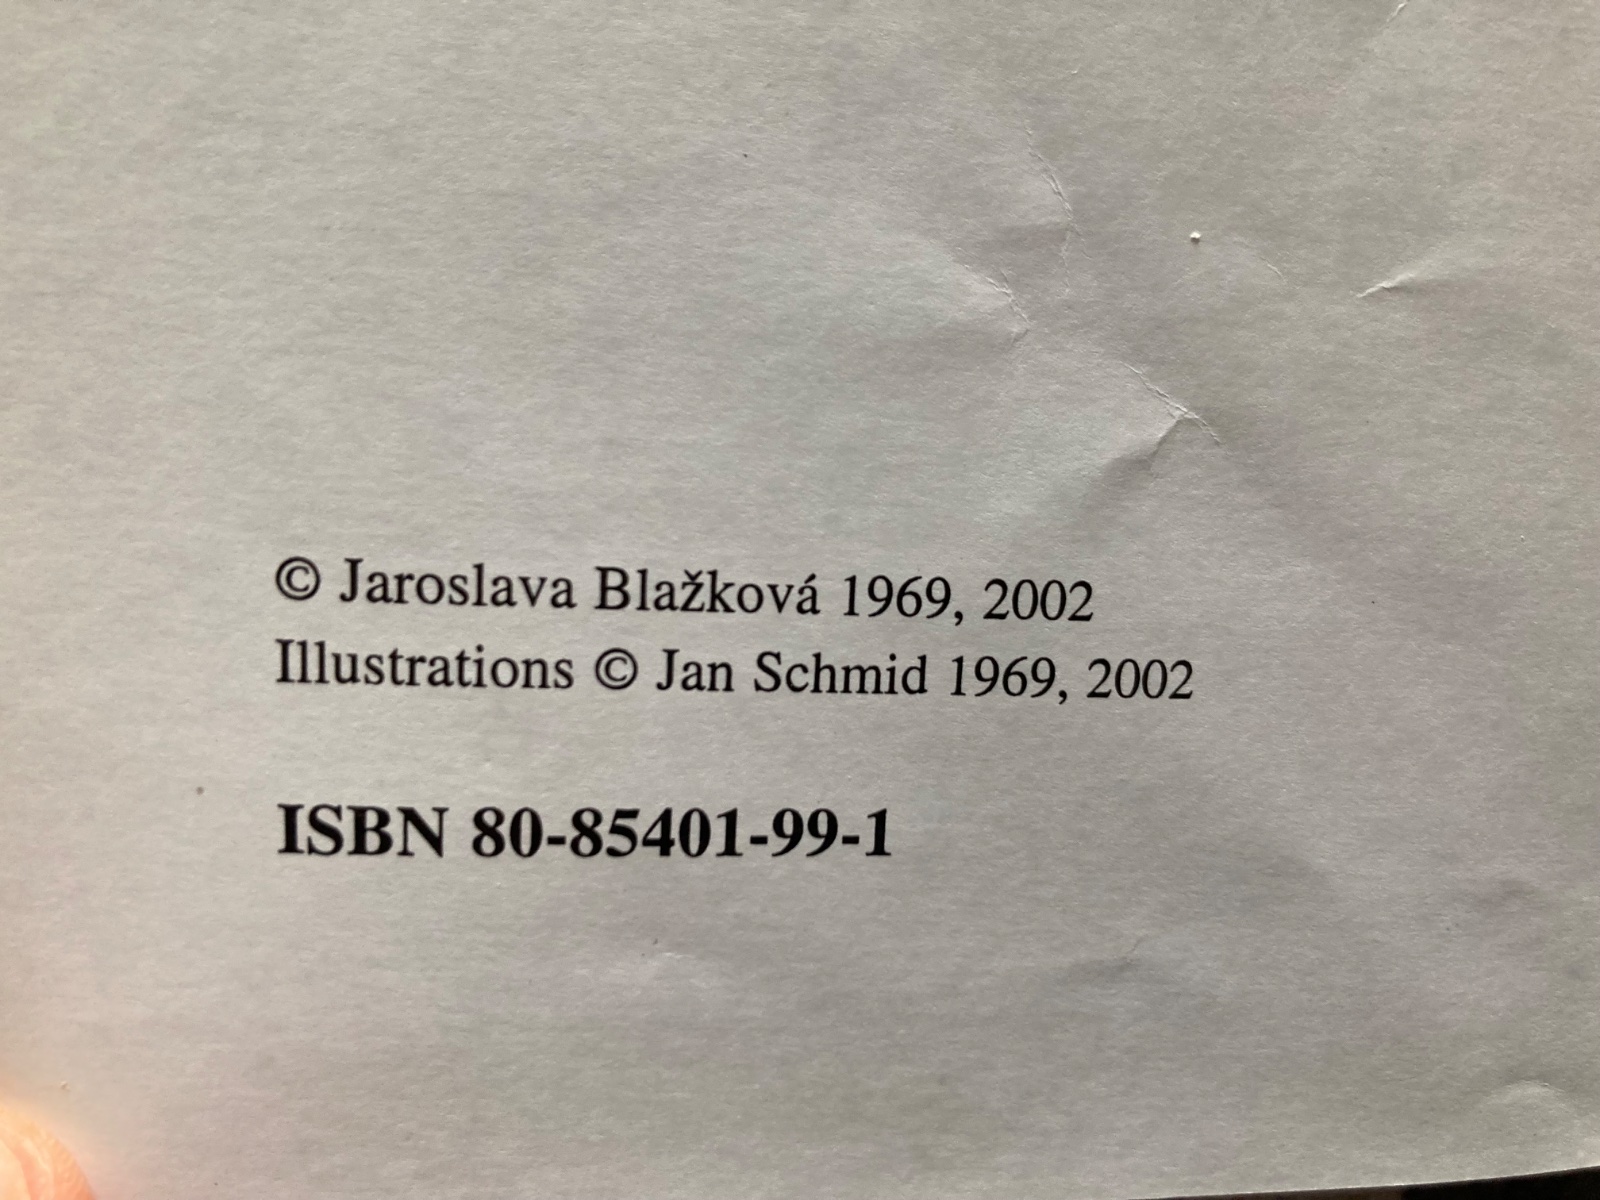 © Jaroslava Blažková 1969, 2002
Illustrations © Jan Schmid 1969, 2002
ISBN 80-85401-99-1